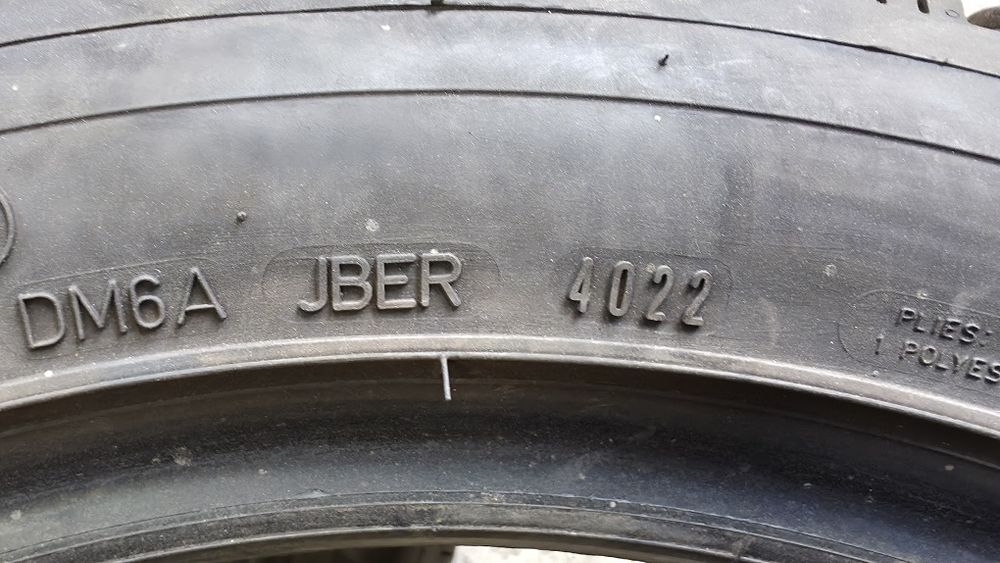 DM6A JBER 4022
PLIES:
1 POLYES